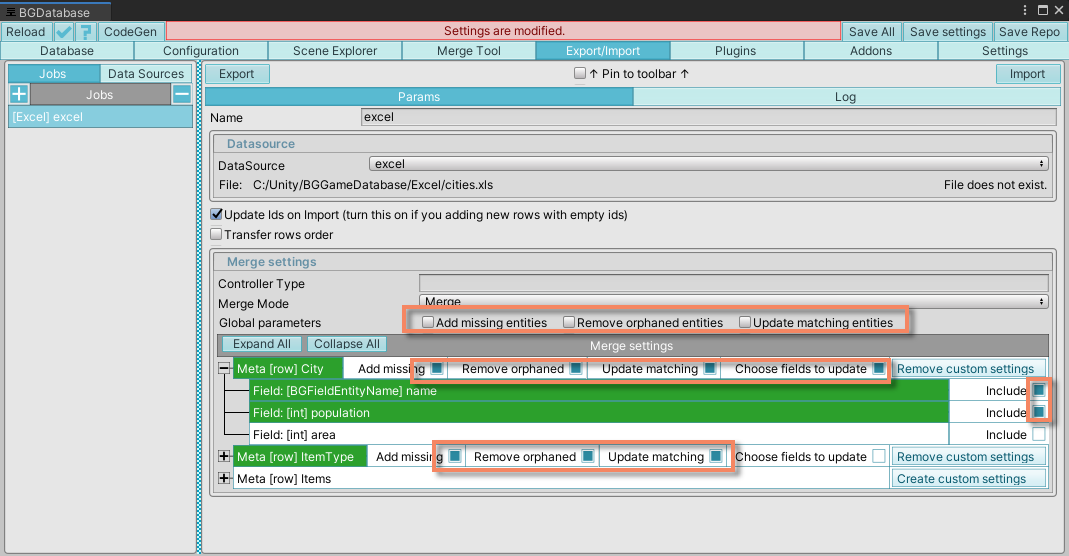 BGDatabase
Reload CodeGen Settings are modified. Save All Save settings Save Repo
Database Configuration Scene Explorer Merge Tool Export/Import Plugins Addons Settings
Jobs Data Sources
Jobs
[Excel] excel
Export ↑ Pin to toolbar ↑ Import
Params Log
Name excel
Datasource
DataSource excel
File: C:/Unity/BGGameDatabase/Excel/cities.xls File does not exist.
Update Ids on Import (turn this on if you adding new rows with empty ids)
Transfer rows order
Merge settings
Controller Type
Merge Mode Merge
Global parameters Add missing entities Remove orphaned entities Update matching entities
Expand All Collapse All Merge settings
Meta [row] City Add missing Remove orphaned Update matching Choose fields to update Remove custom settings
Field: [BGFieldEntityName] name Include
Field: [int] population Include
Field: [int] area Include
Meta [row] ItemType Add missing Remove orphaned Update matching Choose fields to update Remove custom settings
Meta [row] Items Create custom settings